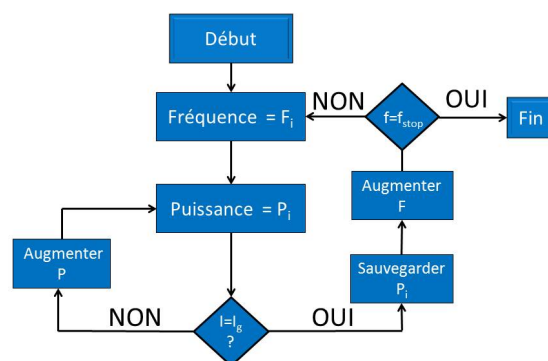 Début
Fréquence = Fi
Puissance = Pi
I=Ig
?
NON
Augmenter
P
OUI
Sauvegarder
Pi
Augmenter
F
f=fstop
NON
OUI
Fin